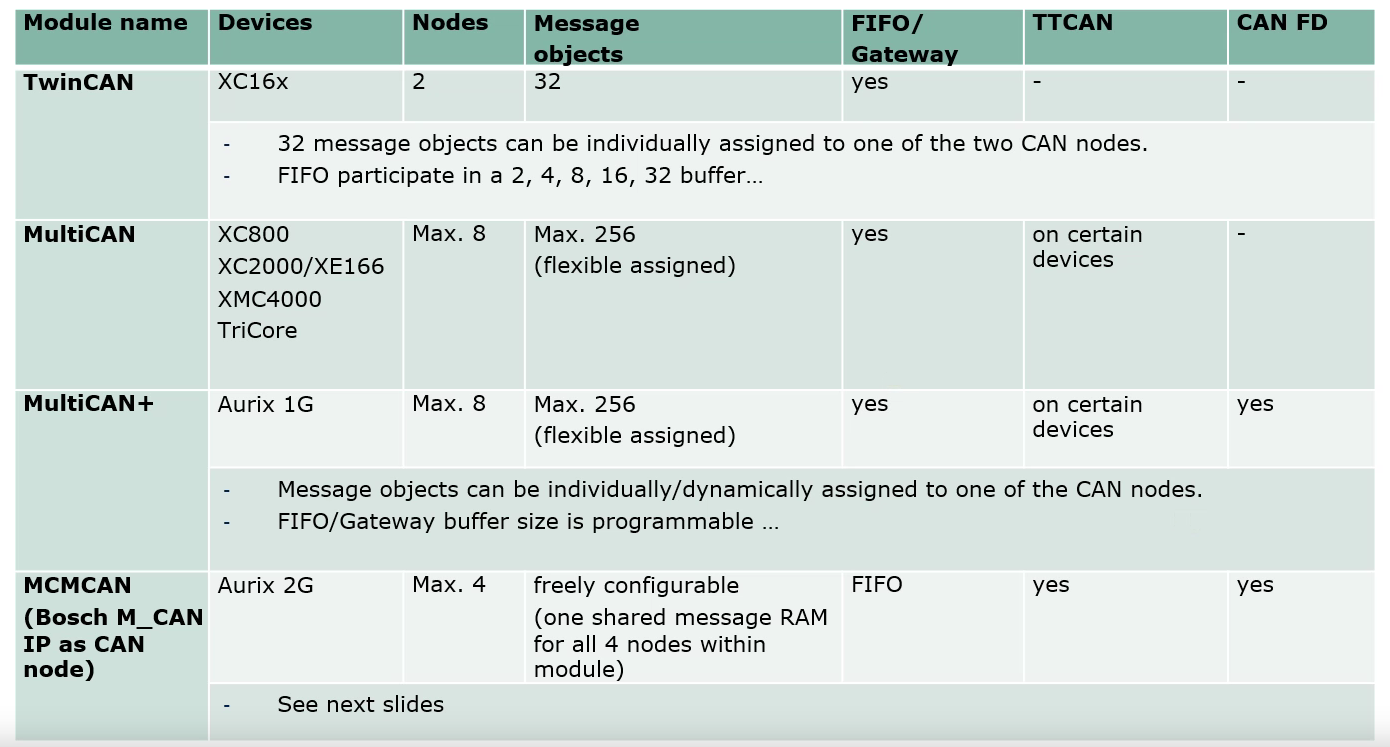 Module name Devices Nodes Message objects FIFO/ Gateway TTCAN CAN FD
TwinCAN XC16x 2 32 yes - -
- 32 message objects can be individually assigned to one of the two CAN nodes.
- FIFO participate in a 2, 4, 8, 16, 32 buffer…
MultiCAN XC800 Max. 8 Max. 256 yes on certain -
XC2000/XE166 (flexible assigned) devices
XMC4000
TriCore
MultiCAN+ Aurix 1G Max. 8 Max. 256 yes on certain yes
(flexible assigned) devices
- Message objects can be individually/dynamically assigned to one of the CAN nodes.
- FIFO/Gateway buffer size is programmable …
MCMCAN Aurix 2G Max. 4 freely configurable FIFO yes yes
(Bosch M_CAN (one shared message RAM
IP as CAN for all 4 nodes within
node) module)
- See next slides